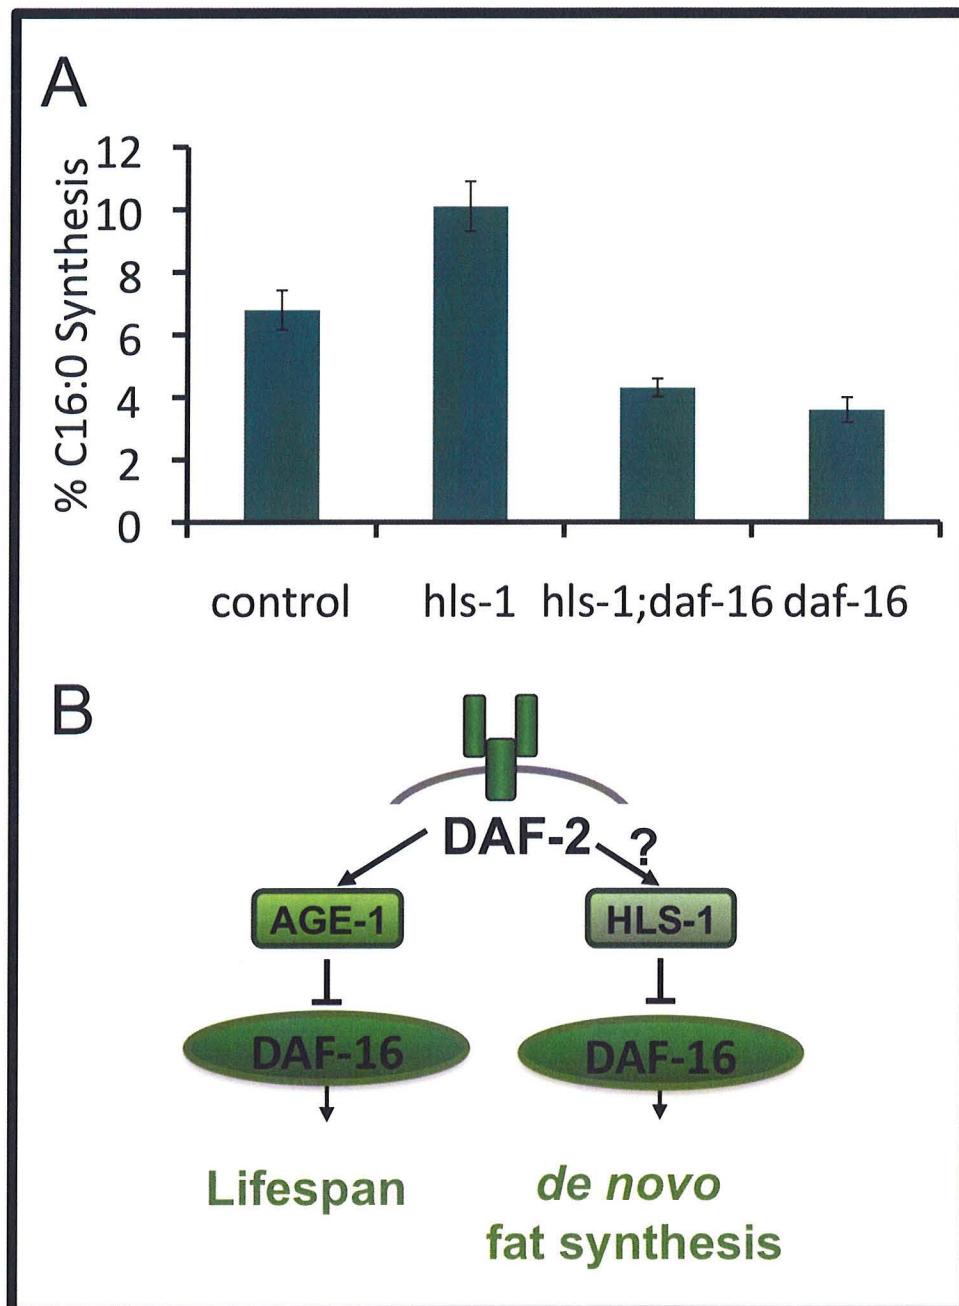 A
% C16:0 Synthesis
12
10
8
6
4
2
0
control hls-1 hls-1;daf-16 daf-16
B
DAF-2 ?
AGE-1 HLS-1
DAF-16 DAF-16
Lifespan de novo
fat synthesis